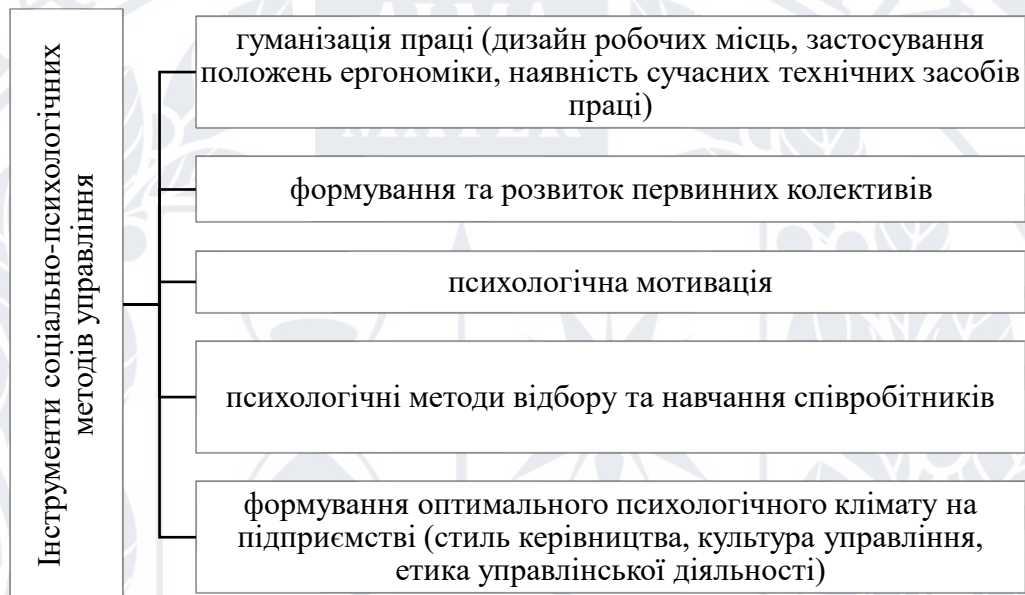 Інструменти соціально-психологічних
методів управління
гуманізація праці (дизайн робочих місць, застосування
положень ергономіки, наявність сучасних технічних засобів
праці)
формування та розвиток первинних колективів
психологічна мотивація
психологічні методи відбору та навчання співробітників
формування оптимального психологічного клімату на
підприємстві (стиль керівництва, культура управління,
етика управлінської діяльності)